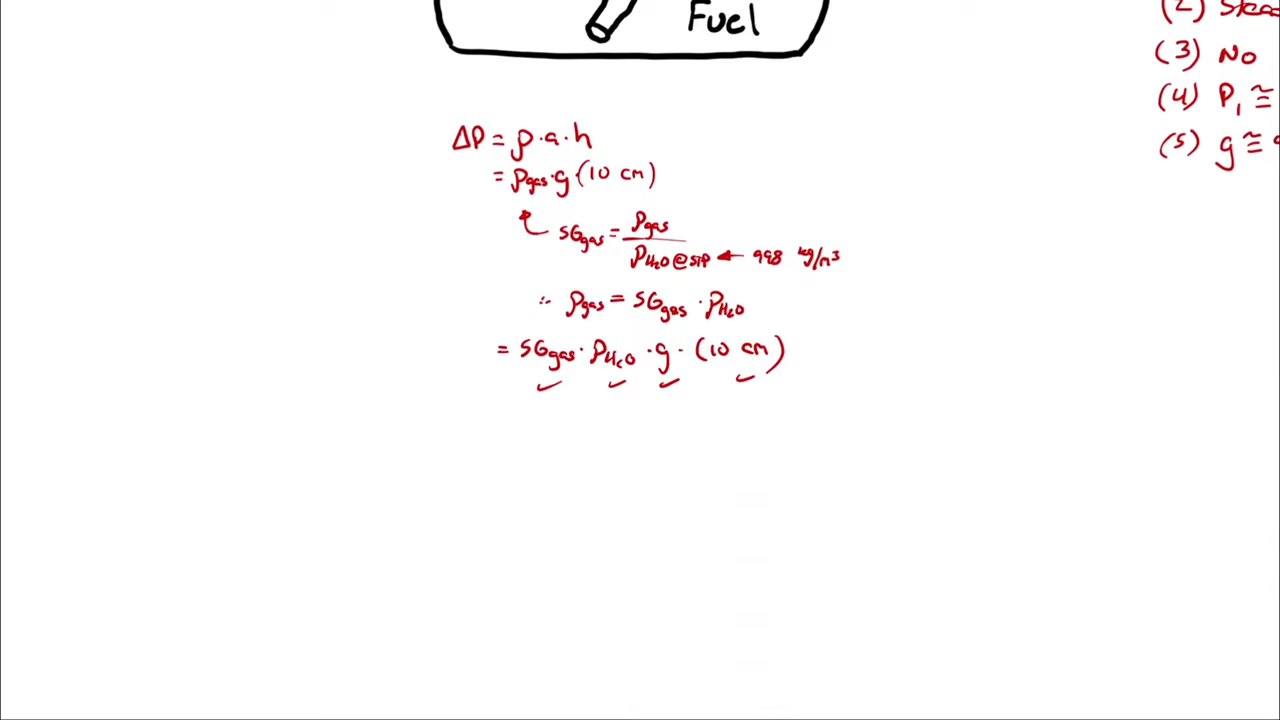 Fuel
(3) No
(4) P₁ ≅
(5) g ≅
ΔP = ρ·a·h
= ρgas·g·(10 cm)
SGgas = ρgas / ρH₂O@STP ← 998 kg/m³
∴ ρgas = SGgas · ρH₂O
= SGgas · ρH₂O · g · (10 cm)